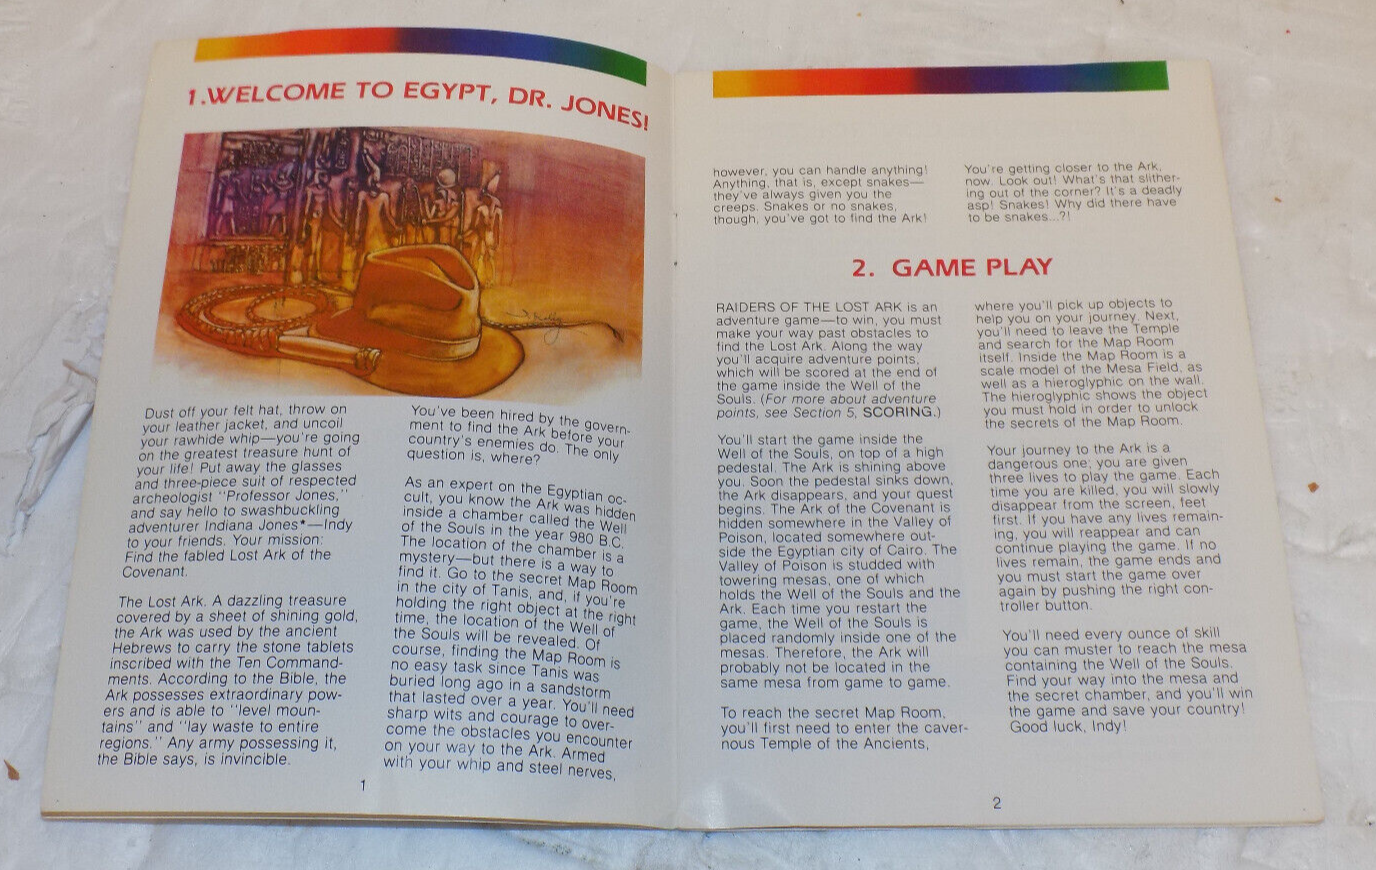 1.WELCOME TO EGYPT, DR. JONES!
Dust off your felt hat, throw on
your leather jacket, and uncoil
your rawhide whip—you're going
on the greatest treasure hunt of
your life! Put away the glasses
and three-piece suit of respected
archeologist "Professor Jones,"
and say hello to swashbuckling
adventurer Indiana Jones*—Indy
to your friends. Your mission:
Find the fabled Lost Ark of the
Covenant.
The Lost Ark. A dazzling treasure
covered by a sheet of shining gold,
the Ark was used by the ancient
Hebrews to carry the stone tablets
inscribed with the Ten Command-
ments. According to the Bible, the
Ark possesses extraordinary pow-
ers and is able to "level moun-
tains" and "lay waste to entire
regions." Any army possessing it,
the Bible says, is invincible.
You've been hired by the govern-
ment to find the Ark before your
country's enemies do. The only
question is, where?
As an expert on the Egyptian oc-
cult, you know the Ark was hidden
inside a chamber called the Well
of the Souls in the year 980 B.C.
The location of the chamber is a
mystery—but there is a way to
find it. Go to the secret Map Room
in the city of Tanis, and, if you're
holding the right object at the right
time, the location of the Well of
the Souls will be revealed. Of
course, finding the Map Room is
no easy task since Tanis was
buried long ago in a sandstorm
that lasted over a year. You'll need
sharp wits and courage to over-
come the obstacles you encounter
on your way to the Ark. Armed
with your whip and steel nerves,
1
however, you can handle anything!
Anything, that is, except snakes—
they've always given you the
creeps. Snakes or no snakes,
though, you've got to find the Ark!
You're getting closer to the Ark,
now. Look out! What's that slither-
ing out of the corner? It's a deadly
asp! Snakes! Why did there have
to be snakes...?!
2. GAME PLAY
RAIDERS OF THE LOST ARK is an
adventure game—to win, you must
make your way past obstacles to
find the Lost Ark. Along the way
you'll acquire adventure points,
which will be scored at the end of
the game inside the Well of the
Souls. (For more about adventure
points, see Section 5, SCORING.)
You'll start the game inside the
Well of the Souls, on top of a high
pedestal. The Ark is shining above
you. Soon the pedestal sinks down,
the Ark disappears, and your quest
begins. The Ark of the Covenant is
hidden somewhere in the Valley of
Poison, located somewhere out-
side the Egyptian city of Cairo. The
Valley of Poison is studded with
towering mesas, one of which
holds the Well of the Souls and the
Ark. Each time you restart the
game, the Well of the Souls is
placed randomly inside one of the
mesas. Therefore, the Ark will
probably not be located in the
same mesa from game to game.
To reach the secret Map Room,
you'll first need to enter the caver-
nous Temple of the Ancients,
where you'll pick up objects to
help you on your journey. Next,
you'll need to leave the Temple
and search for the Map Room
itself. Inside the Map Room is a
scale model of the Mesa Field, as
well as a hieroglyphic on the wall.
The hieroglyphic shows the object
you must hold in order to unlock
the secrets of the Map Room.
Your journey to the Ark is a
dangerous one; you are given
three lives to play the game. Each
time you are killed, you will slowly
disappear from the screen, feet
first. If you have any lives remain-
ing, you will reappear and can
continue playing the game. If no
lives remain, the game ends and
you must start the game over
again by pushing the right con-
troller button.
You'll need every ounce of skill
you can muster to reach the mesa
containing the Well of the Souls.
Find your way into the mesa and
the secret chamber, and you'll win
the game and save your country!
Good luck, Indy!
2